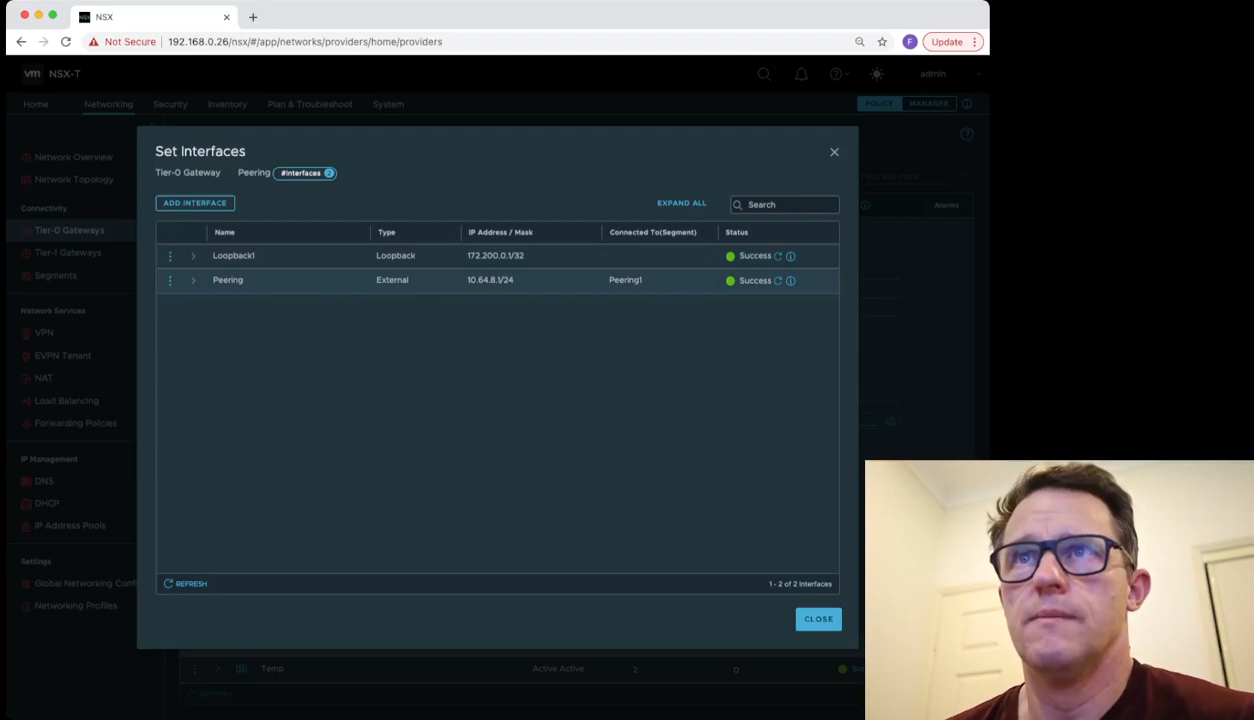 NSX
Not Secure 192.168.0.26/nsx/#/app/networks/providers/home/providers
F Update
vm NSX-T
admin
Home Networking Security Inventory Plan & Troubleshoot System
POLICY MANAGER
Network Overview
Network Topology
Connectivity
Tier-0 Gateways
Tier-1 Gateways
Segments
Network Services
VPN
EVPN Tenant
NAT
Load Balancing
Forwarding Policies
IP Management
DNS
DHCP
IP Address Pools
Settings
Global Networking Confi
Networking Profiles
Set Interfaces
Tier-0 Gateway Peering #Interfaces 2
ADD INTERFACE
EXPAND ALL
Search
Name Type IP Address / Mask Connected To(Segment) Status
Loopback1 Loopback 172.200.0.1/32 Success
Peering External 10.64.8.1/24 Peering1 Success
REFRESH
1 - 2 of 2 Interfaces
CLOSE
Alarms
Temp Active Active 2 0